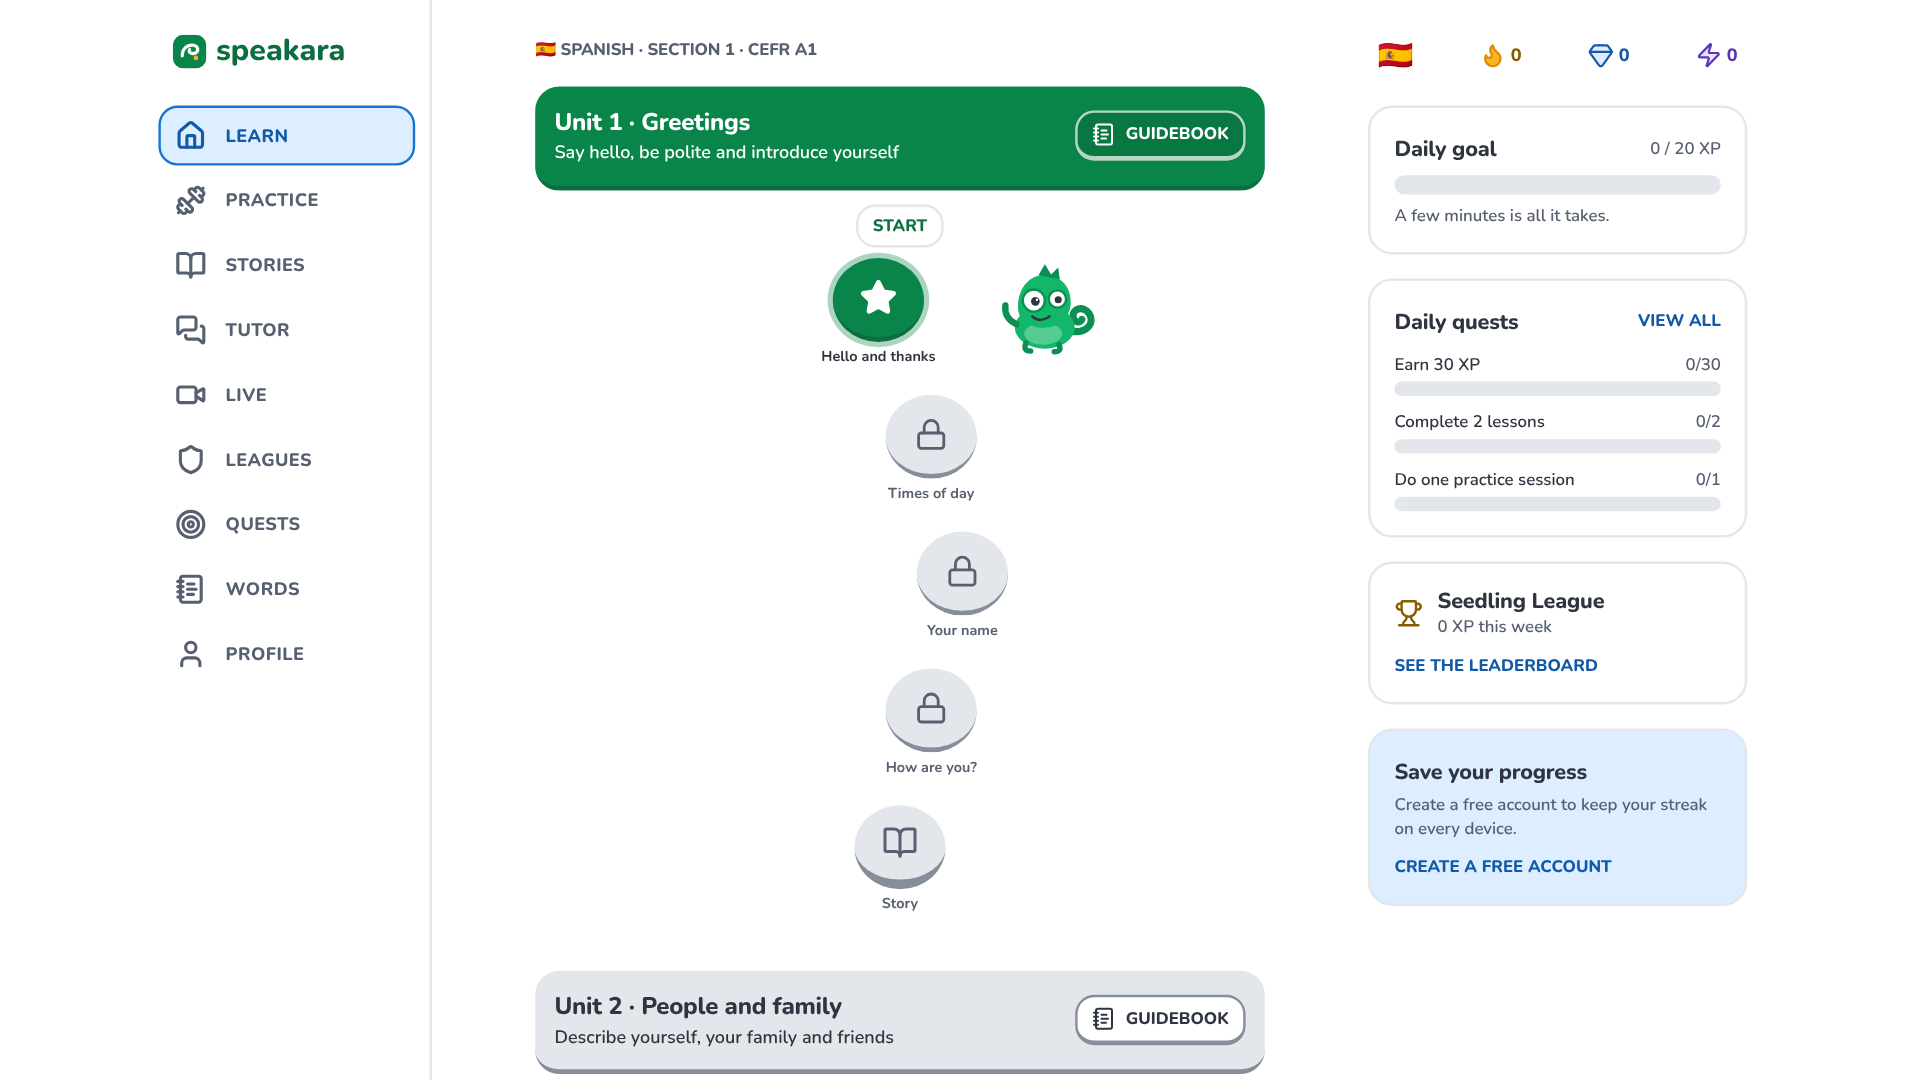 speakara
LEARN
PRACTICE
STORIES
TUTOR
LIVE
LEAGUES
QUESTS
WORDS
PROFILE
SPANISH · SECTION 1 · CEFR A1
Unit 1 · Greetings
Say hello, be polite and introduce yourself
GUIDEBOOK
START
Hello and thanks
Times of day
Your name
How are you?
Story
Unit 2 · People and family
Describe yourself, your family and friends
GUIDEBOOK
0
0
0
Daily goal
0 / 20 XP
A few minutes is all it takes.
Daily quests
VIEW ALL
Earn 30 XP
0/30
Complete 2 lessons
0/2
Do one practice session
0/1
Seedling League
0 XP this week
SEE THE LEADERBOARD
Save your progress
Create a free account to keep your streak
on every device.
CREATE A FREE ACCOUNT